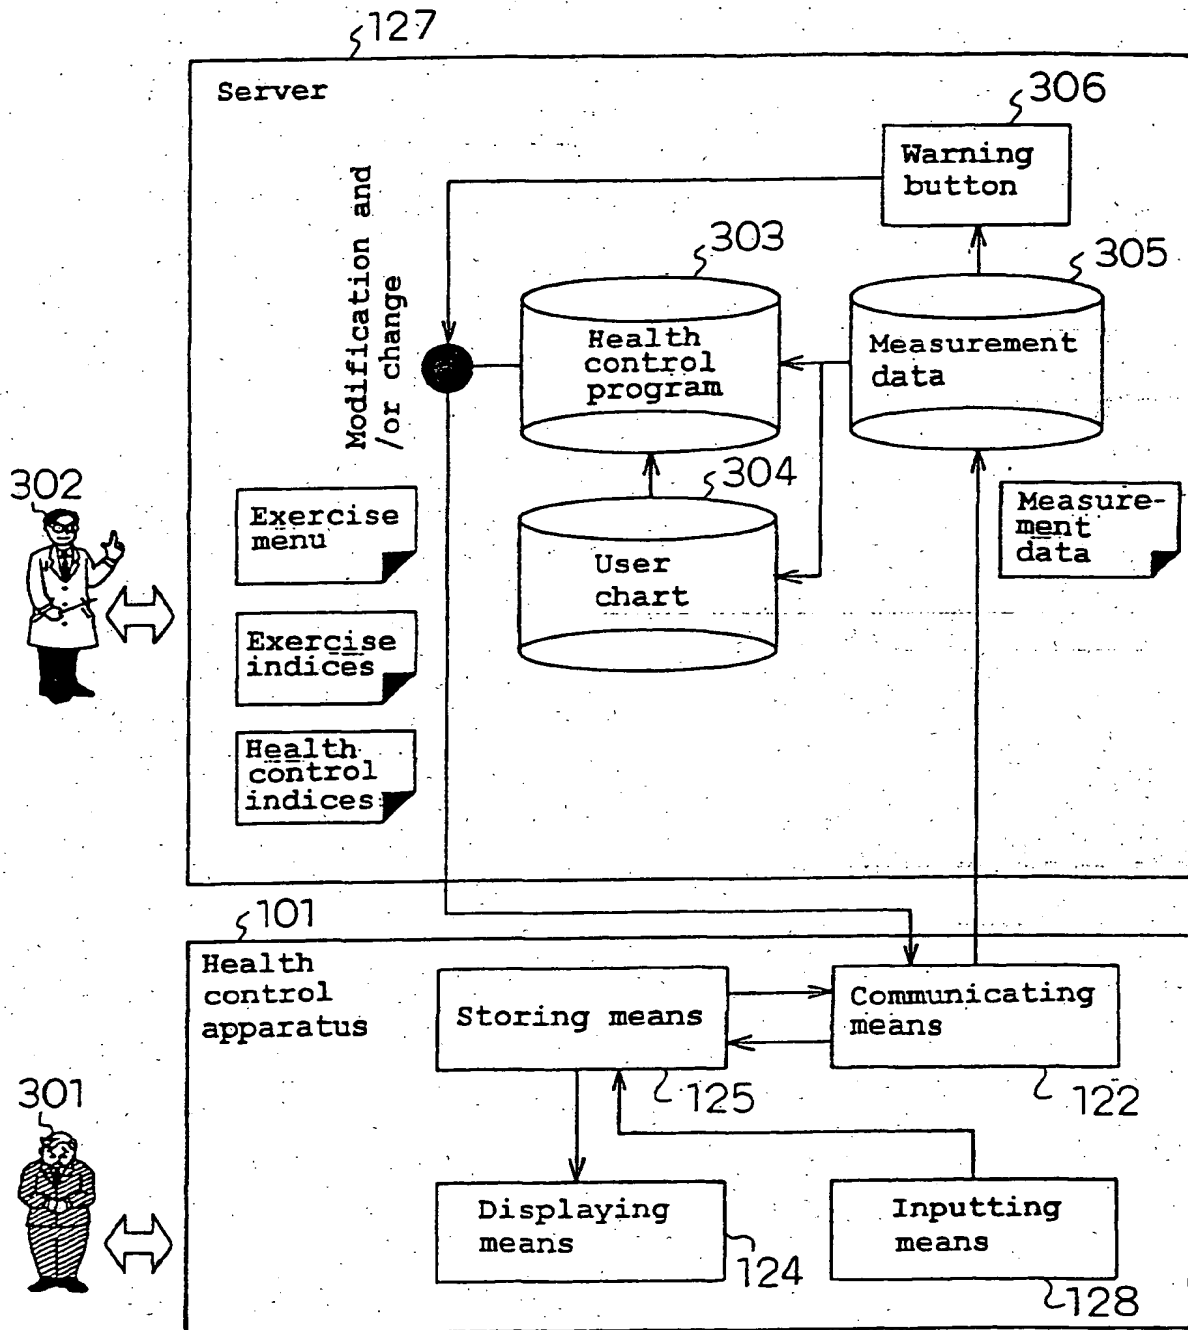 127
Server
306
Warning
button
Modification and
/or change
303
305
Health
control
program
Measurement
data
302
304
Exercise
menu
User
chart
Measure-
ment
data
Exercise
indices
Health
control
indices
101
Health
control
apparatus
Storing means
Communicating
means
125
122
301
Displaying
means
Inputting
means
124
128